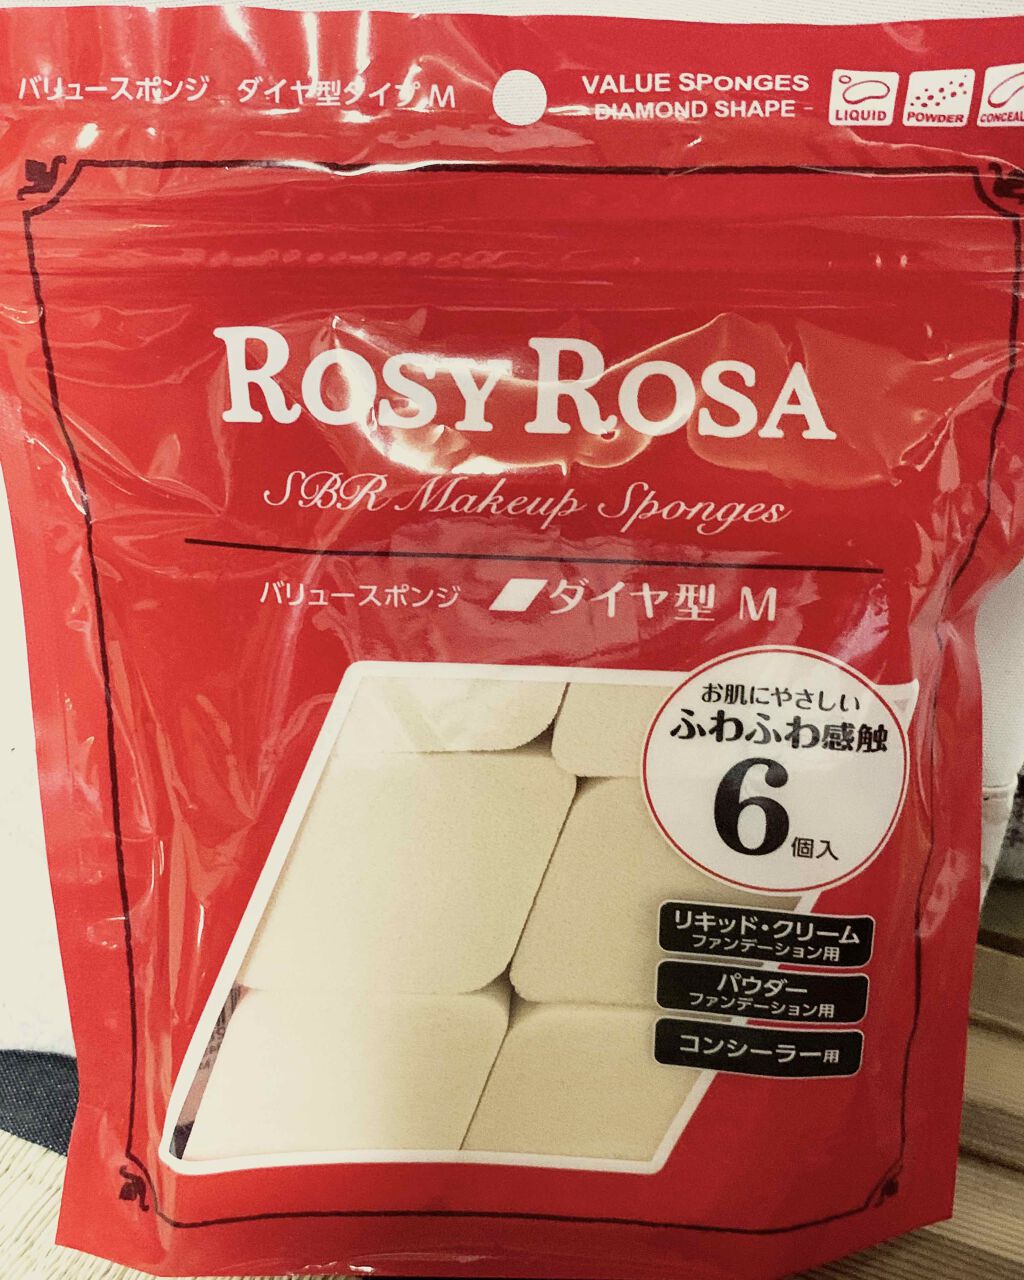 バリュースポンジ ダイヤ型タイプ M
VALUE SPONGES
- DIAMOND SHAPE -
LIQUID
POWDER
ROSY ROSA
SBR Makeup Sponges
バリュースポンジ ダイヤ型 M
お肌にやさしい
ふわふわ感触
6個入
リキッド・クリーム
ファンデーション用
パウダー
ファンデーション用
コンシーラー用